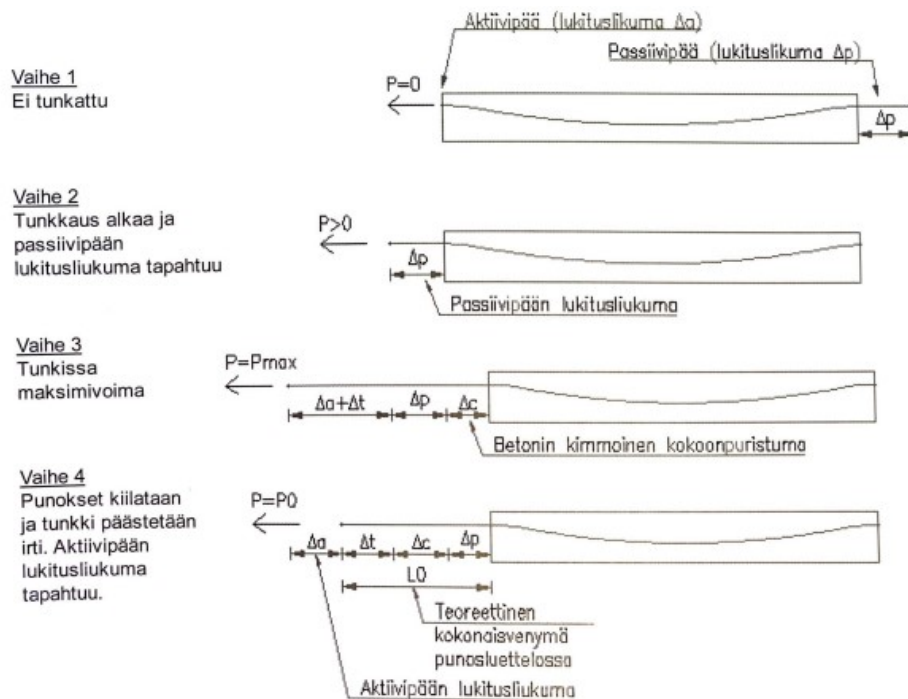 Aktiivipää (lukitusliukuma Δa)
Passiivipää (lukitusliukuma Δp)
Vaihe 1
Ei tunkattu
P=0
Δp
Vaihe 2
Tunkkaus alkaa ja
passiivipään
lukitusliukuma tapahtuu
P>0
Δp
Passiivipään lukitusliukuma
Vaihe 3
Tunkissa
maksimivoima
P=Pmax
Δa+Δt
Δp
Δc
Betonin kimmoinen kokoonpuristuma
Vaihe 4
Punokset kiilataan
ja tunkki päästetään
irti. Aktiivipään
lukitusliukuma
tapahtuu.
P=P0
Δa
Δt
Δc
Δp
L0
Teoreettinen
kokonaisvenymä
punosluettelossa
Aktiivipään lukitusliukuma